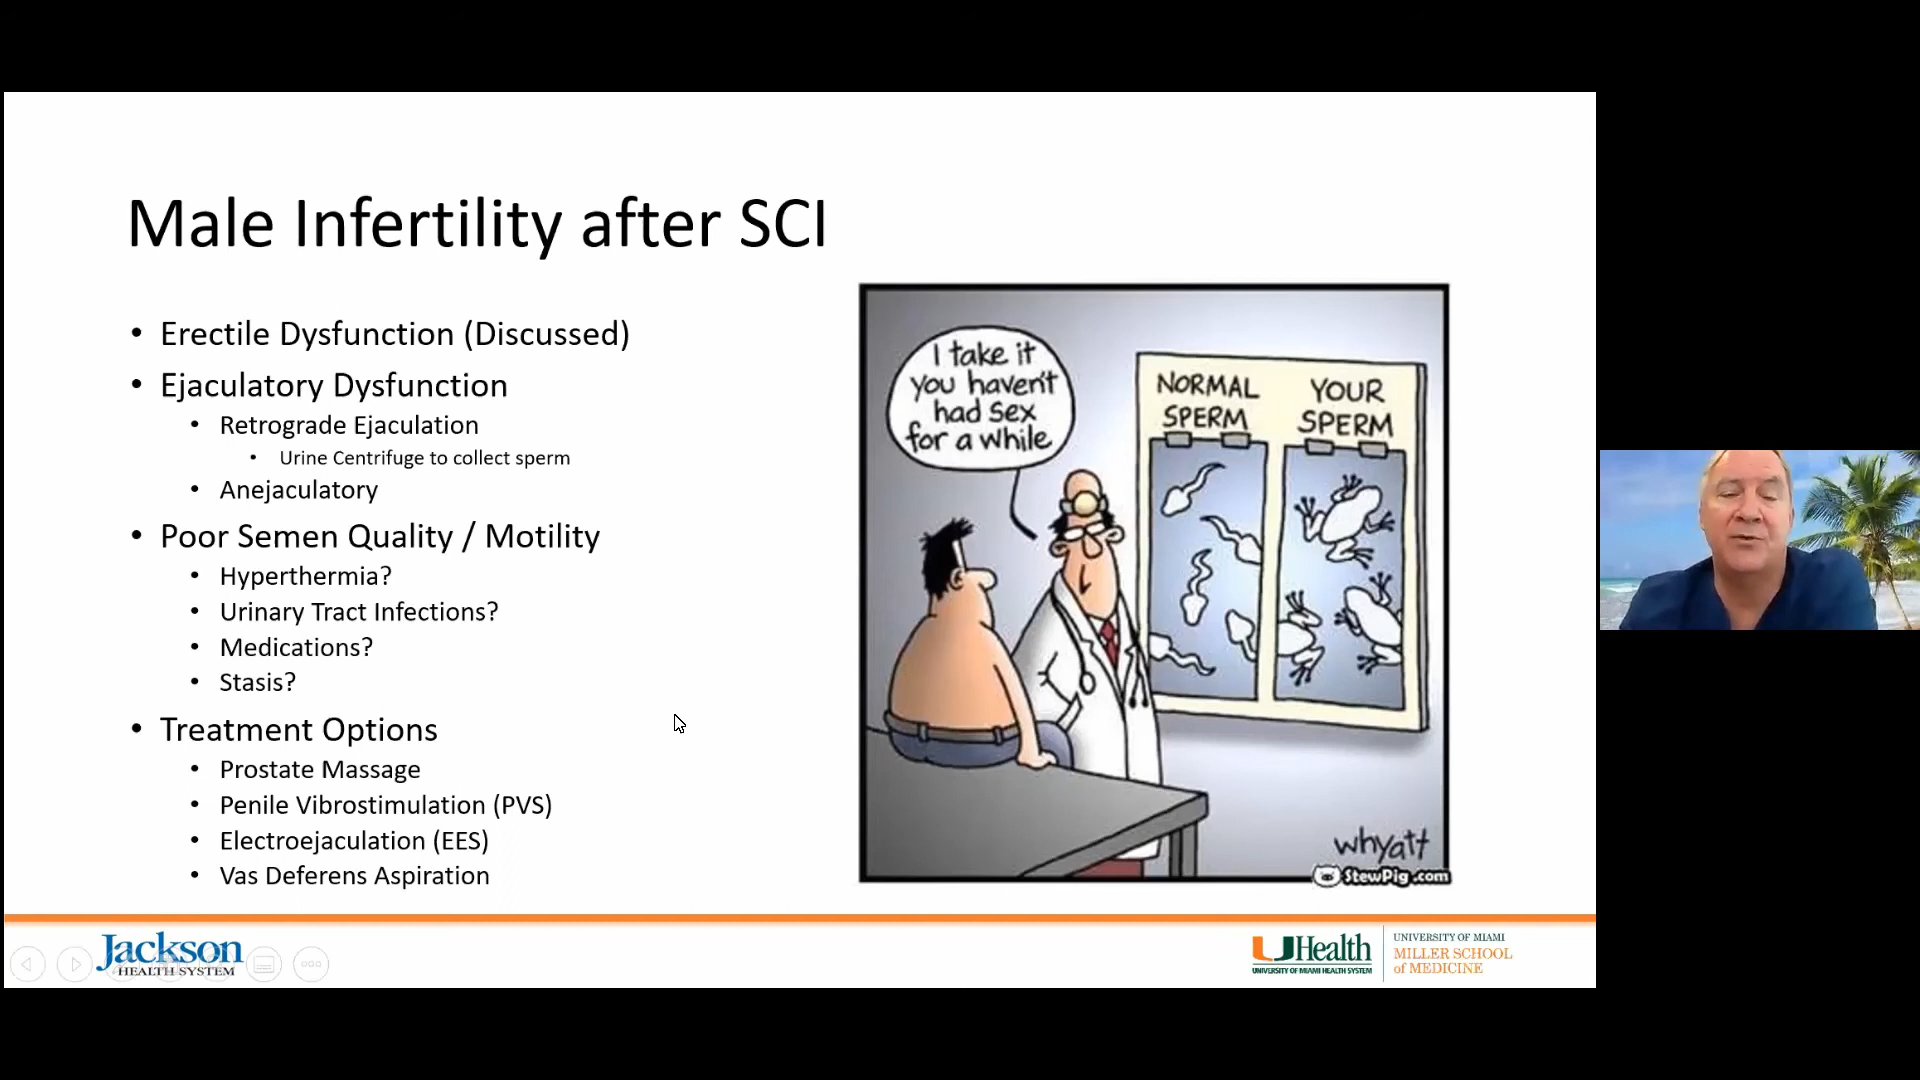 Male Infertility after SCI
• Erectile Dysfunction (Discussed)
• Ejaculatory Dysfunction
• Retrograde Ejaculation
• Urine Centrifuge to collect sperm
• Anejaculatory
• Poor Semen Quality / Motility
• Hyperthermia?
• Urinary Tract Infections?
• Medications?
• Stasis?
• Treatment Options
• Prostate Massage
• Penile Vibrostimulation (PVS)
• Electroejaculation (EES)
• Vas Deferens Aspiration
I take it
you haven't
had sex
for a while
NORMAL
SPERM
YOUR
SPERM
whyatt
StewPig.com
Jackson
HEALTH SYSTEM
UHealth
UNIVERSITY OF MIAMI HEALTH SYSTEM
UNIVERSITY OF MIAMI
MILLER SCHOOL
of MEDICINE